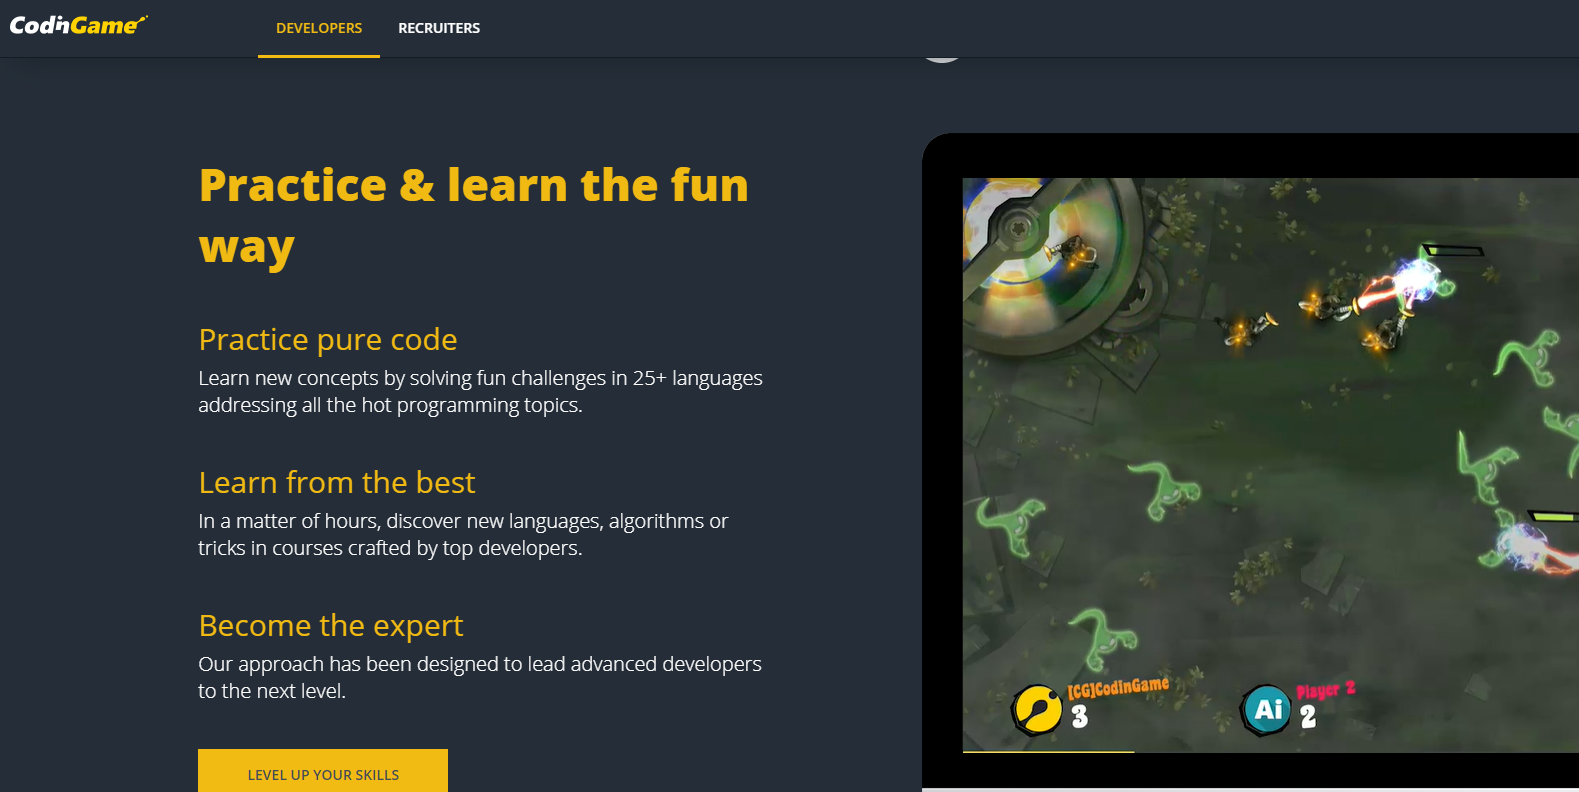 CodinGame
DEVELOPERS
RECRUITERS
Practice & learn the fun
way
Practice pure code
Learn new concepts by solving fun challenges in 25+ languages
addressing all the hot programming topics.
Learn from the best
In a matter of hours, discover new languages, algorithms or
tricks in courses crafted by top developers.
Become the expert
Our approach has been designed to lead advanced developers
to the next level.
LEVEL UP YOUR SKILLS
[CG]CodinGame
3
Ai
Player 2
2